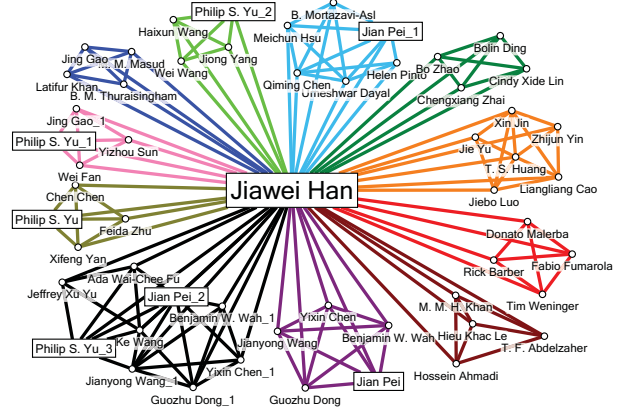 Philip S. Yu_2
B. Mortazavi-Asl
Haixun Wang
Meichun Hsu
Jian Pei_1
Bolin Ding
Jing Gao
M. M. Masud
Jiong Yang
Wei Wang
Bo Zhao
Helen Pinto
Cindy Xide Lin
Latifur Khan
Qiming Chen
Umeshwar Dayal
B. M. Thuraisingham
Chengxiang Zhai
Jing Gao_1
Xin Jin
Zhijun Yin
Philip S. Yu_1
Yizhou Sun
Jie Yu
T. S. Huang
Wei Fan
Liangliang Cao
Chen Chen
Jiawei Han
Jiebo Luo
Philip S. Yu
Feida Zhu
Donato Malerba
Xifeng Yan
Rick Barber
Fabio Fumarola
Ada Wai-Chee Fu
Jeffrey Xu Yu
Jian Pei_2
Tim Weninger
M. M. H. Khan
Benjamin W. Wah_1
Yixin Chen
Ke Wang
Jianyong Wang
Benjamin W. Wah
Hieu Khac Le
Philip S. Yu_3
T. F. Abdelzaher
Jianyong Wang_1
Yixin Chen_1
Hossein Ahmadi
Jian Pei
Guozhu Dong_1
Guozhu Dong